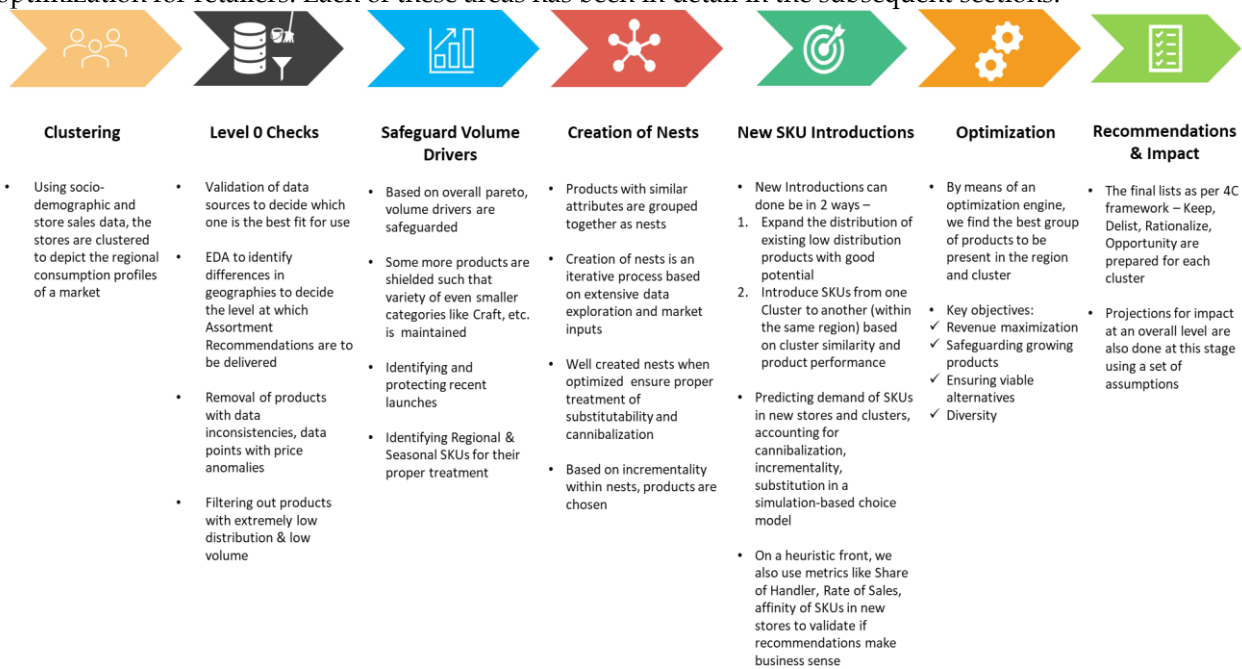 optimization for retailers. Each of these areas has been in detail in the subsequent sections.
Clustering
• Using socio-
demographic and
store sales data, the
stores are clustered
to depict the regional
consumption profiles
of a market
Level 0 Checks
• Validation of data
sources to decide which
one is the best fit for use
• EDA to identify
differences in
geographies to decide
the level at which
Assortment
Recommendations are to
be delivered
• Removal of products
with data
inconsistencies, data
points with price
anomalies
• Filtering out products
with extremely low
distribution & low
volume
Safeguard Volume
Drivers
• Based on overall pareto,
volume drivers are
safeguarded
• Some more products are
shielded such that
variety of even smaller
categories like Craft, etc.
is maintained
• Identifying and
protecting recent
launches
• Identifying Regional &
Seasonal SKUs for their
proper treatment
Creation of Nests
• Products with similar
attributes are grouped
together as nests
• Creation of nests is an
iterative process based
on extensive data
exploration and market
inputs
• Well created nests when
optimized ensure proper
treatment of
substitutability and
cannibalization
• Based on incrementality
within nests, products are
chosen
New SKU Introductions
• New Introductions can
done be in 2 ways –
1. Expand the distribution of
existing low distribution
products with good
potential
2. Introduce SKUs from one
Cluster to another (within
the same region) based
on cluster similarity and
product performance
• Predicting demand of SKUs
in new stores and clusters,
accounting for
cannibalization,
incrementality,
substitution in a
simulation-based choice
model
• On a heuristic front, we
also use metrics like Share
of Handler, Rate of Sales,
affinity of SKUs in new
stores to validate if
recommendations make
business sense
Optimization
• By means of an
optimization engine,
we find the best group
of products to be
present in the region
and cluster
• Key objectives:
✓ Revenue maximization
✓ Safeguarding growing
products
✓ Ensuring viable
alternatives
✓ Diversity
Recommendations
& Impact
• The final lists as per 4C
framework – Keep,
Delist, Rationalize,
Opportunity are
prepared for each
cluster
• Projections for impact
at an overall level are
also done at this stage
using a set of
assumptions